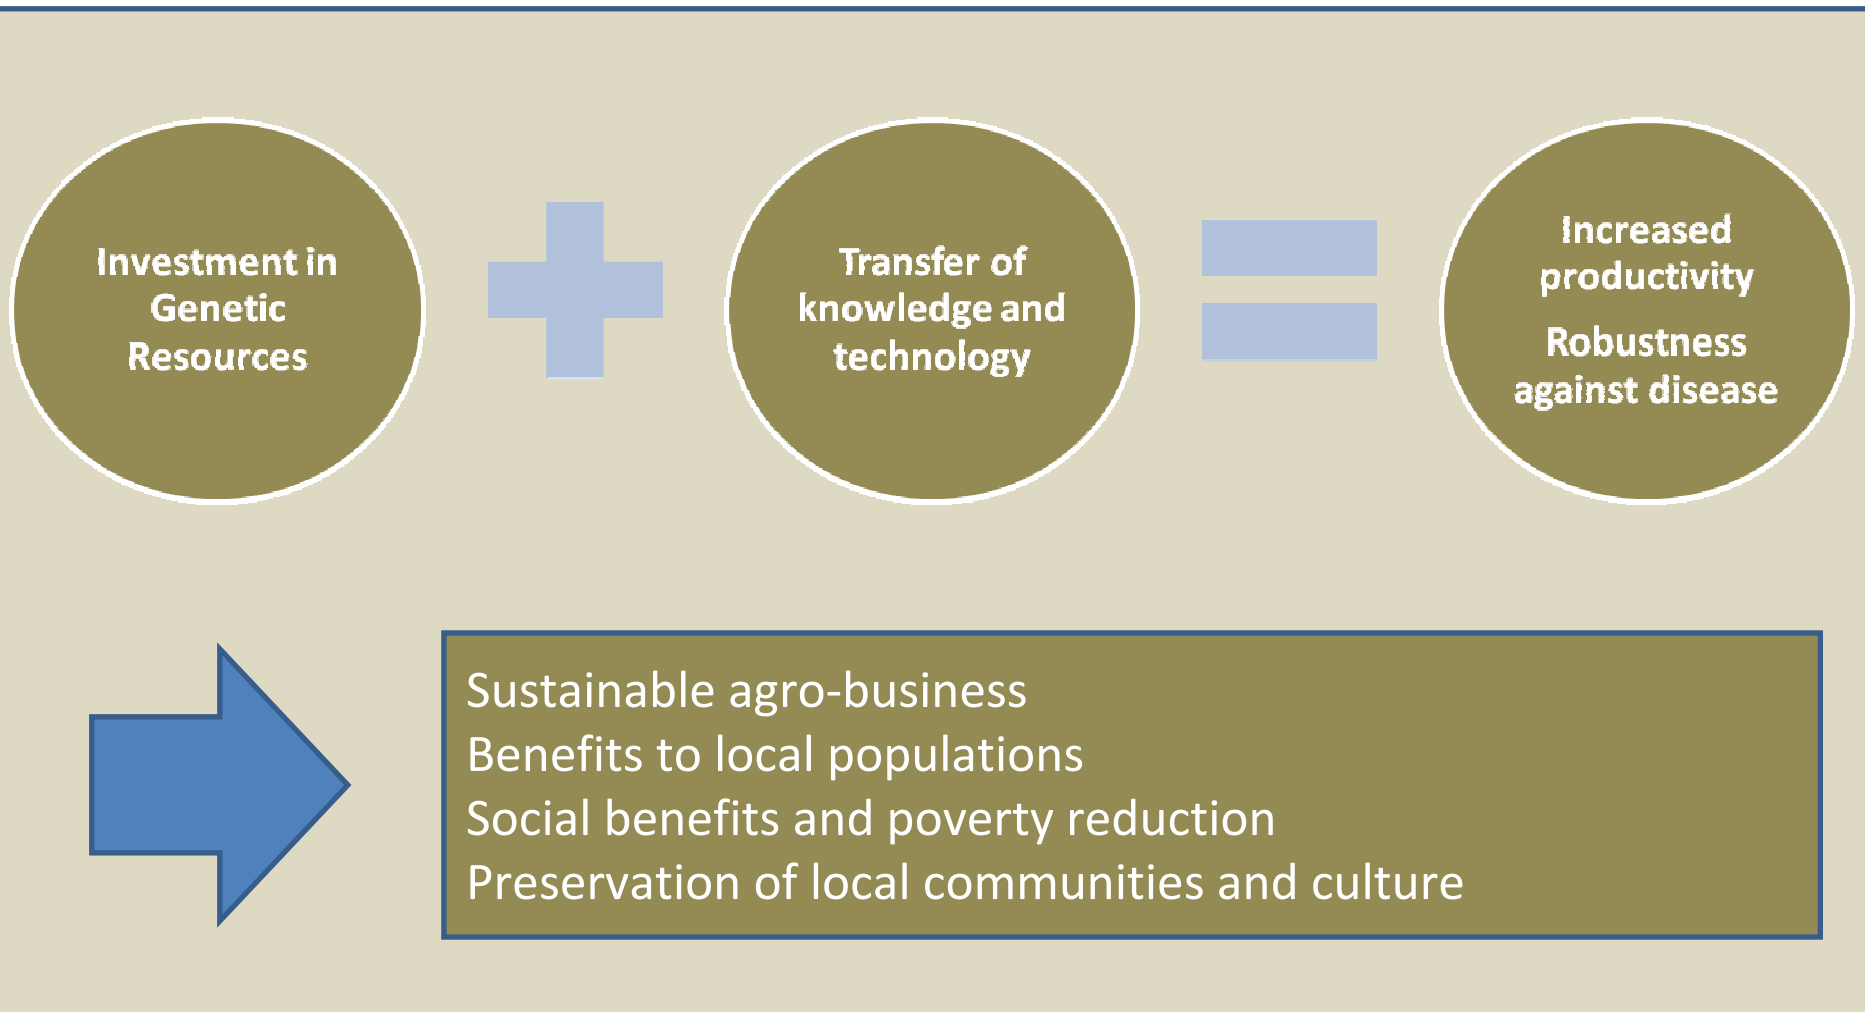 Investment in
Genetic
Resources
Transfer of
knowledge and
technology
Increased
productivity
Robustness
against disease
Sustainable agro-business
Benefits to local populations
Social benefits and poverty reduction
Preservation of local communities and culture